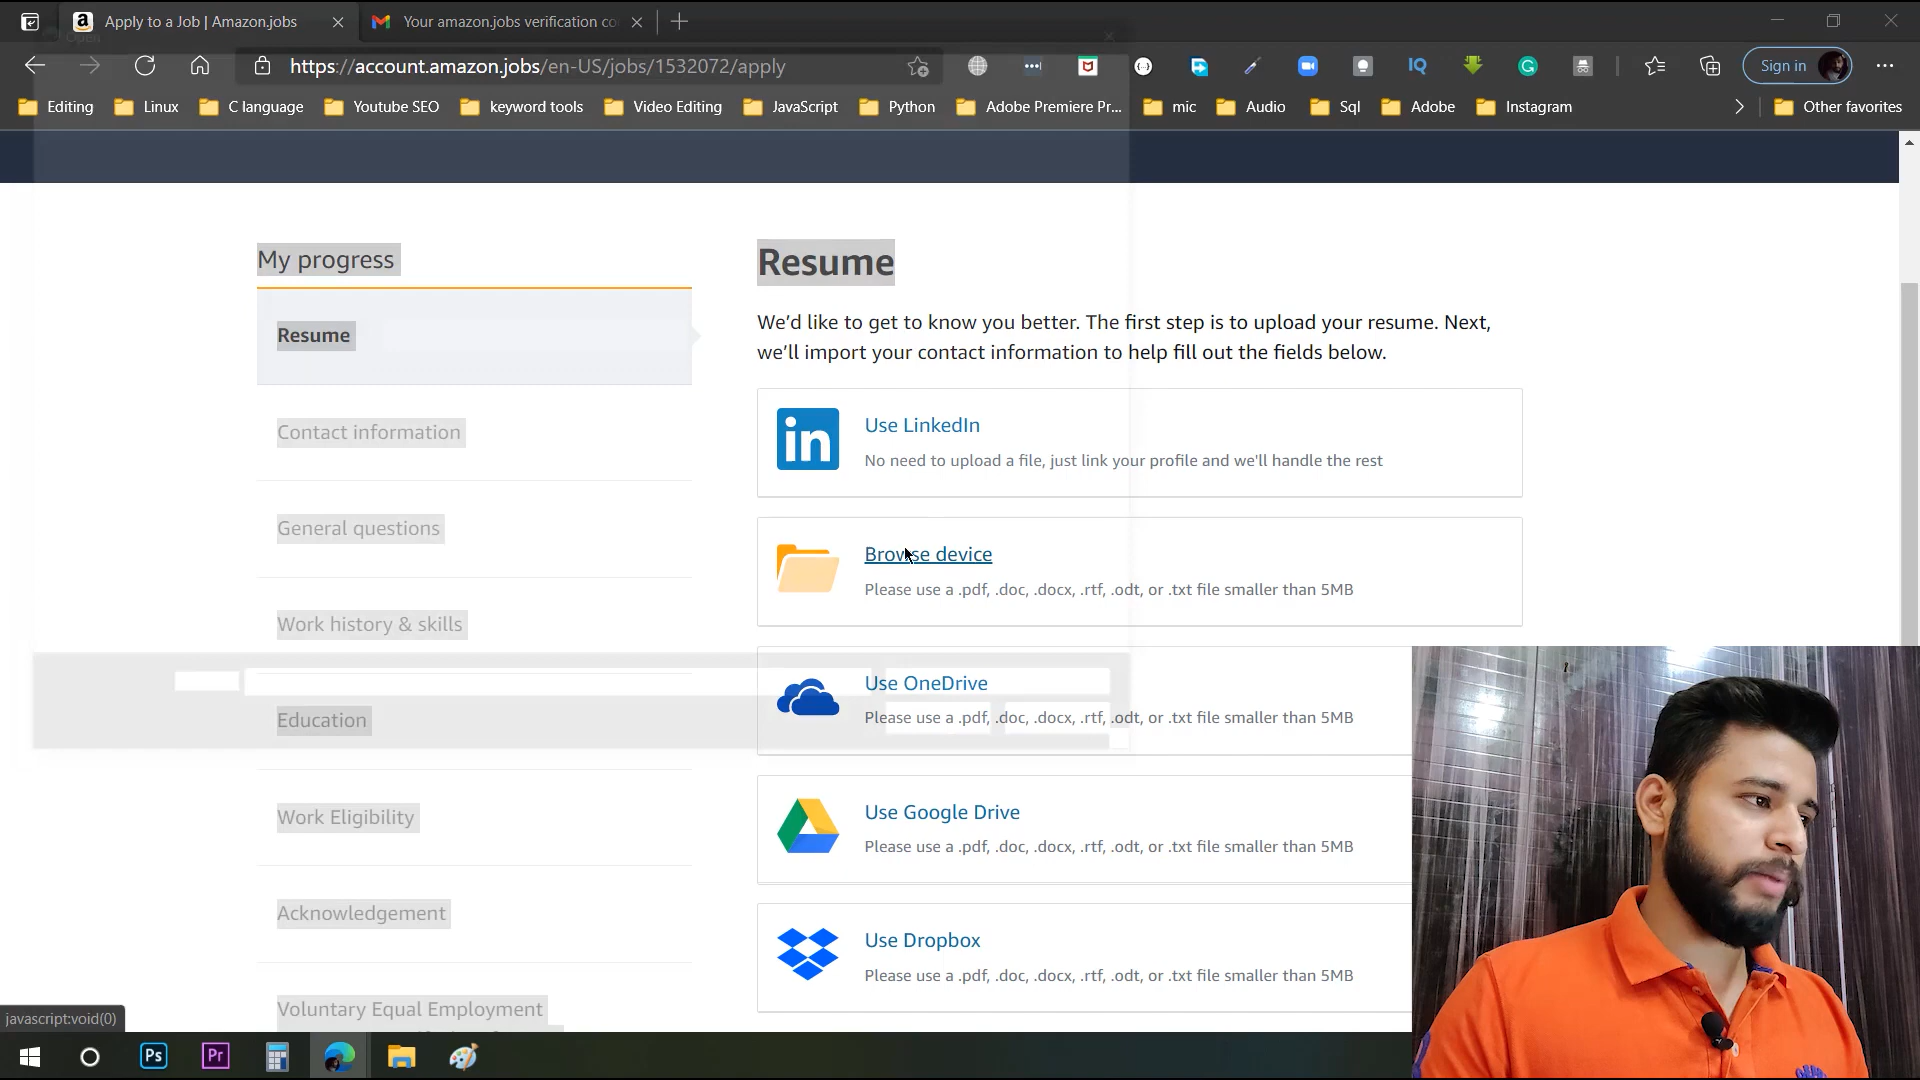 Apply to a Job | Amazon.jobs
Your amazon.jobs verification co
https://account.amazon.jobs/en-US/jobs/1532072/apply
IQ
Sign in
Editing
Linux
C language
Youtube SEO
keyword tools
Video Editing
JavaScript
Python
Adobe Premiere Pr...
mic
Audio
Sql
Adobe
Instagram
Other favorites
My progress
Resume
Contact information
General questions
Work history & skills
Education
Work Eligibility
Acknowledgement
Voluntary Equal Employment
Resume
We’d like to get to know you better. The first step is to upload your resume. Next,
we’ll import your contact information to help fill out the fields below.
in
Use LinkedIn
No need to upload a file, just link your profile and we'll handle the rest
Browse device
Please use a .pdf, .doc, .docx, .rtf, .odt, or .txt file smaller than 5MB
Use OneDrive
Please use a .pdf, .doc, .docx, .rtf, .odt, or .txt file smaller than 5MB
Use Google Drive
Please use a .pdf, .doc, .docx, .rtf, .odt, or .txt file smaller than 5MB
Use Dropbox
Please use a .pdf, .doc, .docx, .rtf, .odt, or .txt file smaller than 5MB
javascript:void(0)
Ps
Pr